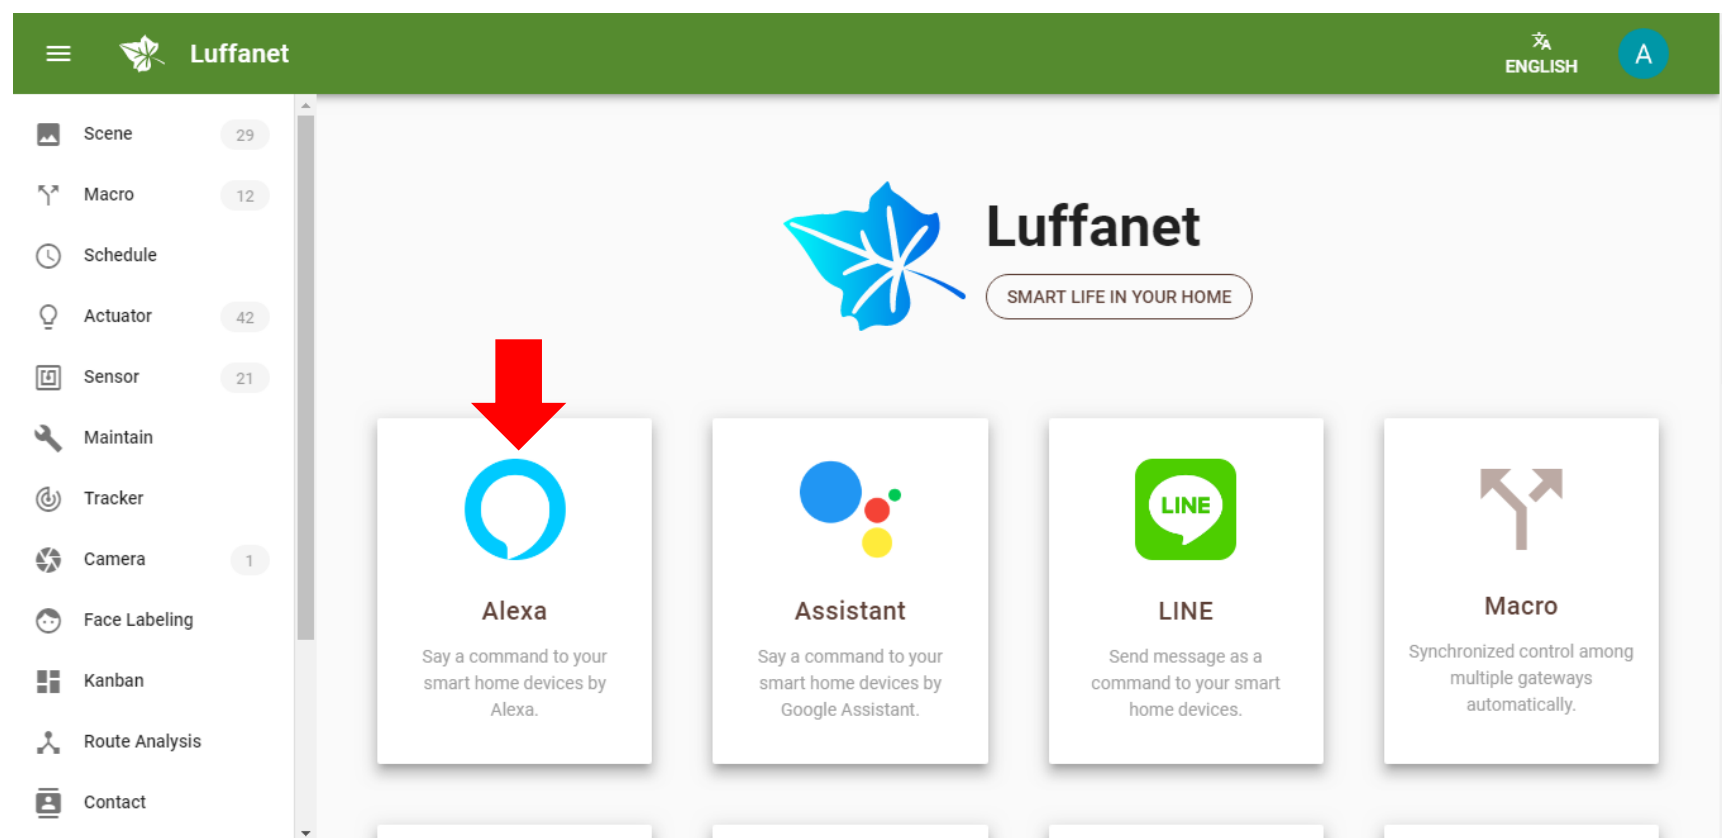 Luffanet
文A
ENGLISH
A
Scene 29
Macro 12
Schedule
Actuator 42
Sensor 21
Maintain
Tracker
Camera 1
Face Labeling
Kanban
Route Analysis
Contact
Luffanet
SMART LIFE IN YOUR HOME
Alexa
Say a command to your
smart home devices by
Alexa.
Assistant
Say a command to your
smart home devices by
Google Assistant.
LINE
LINE
Send message as a
command to your smart
home devices.
Macro
Synchronized control among
multiple gateways
automatically.